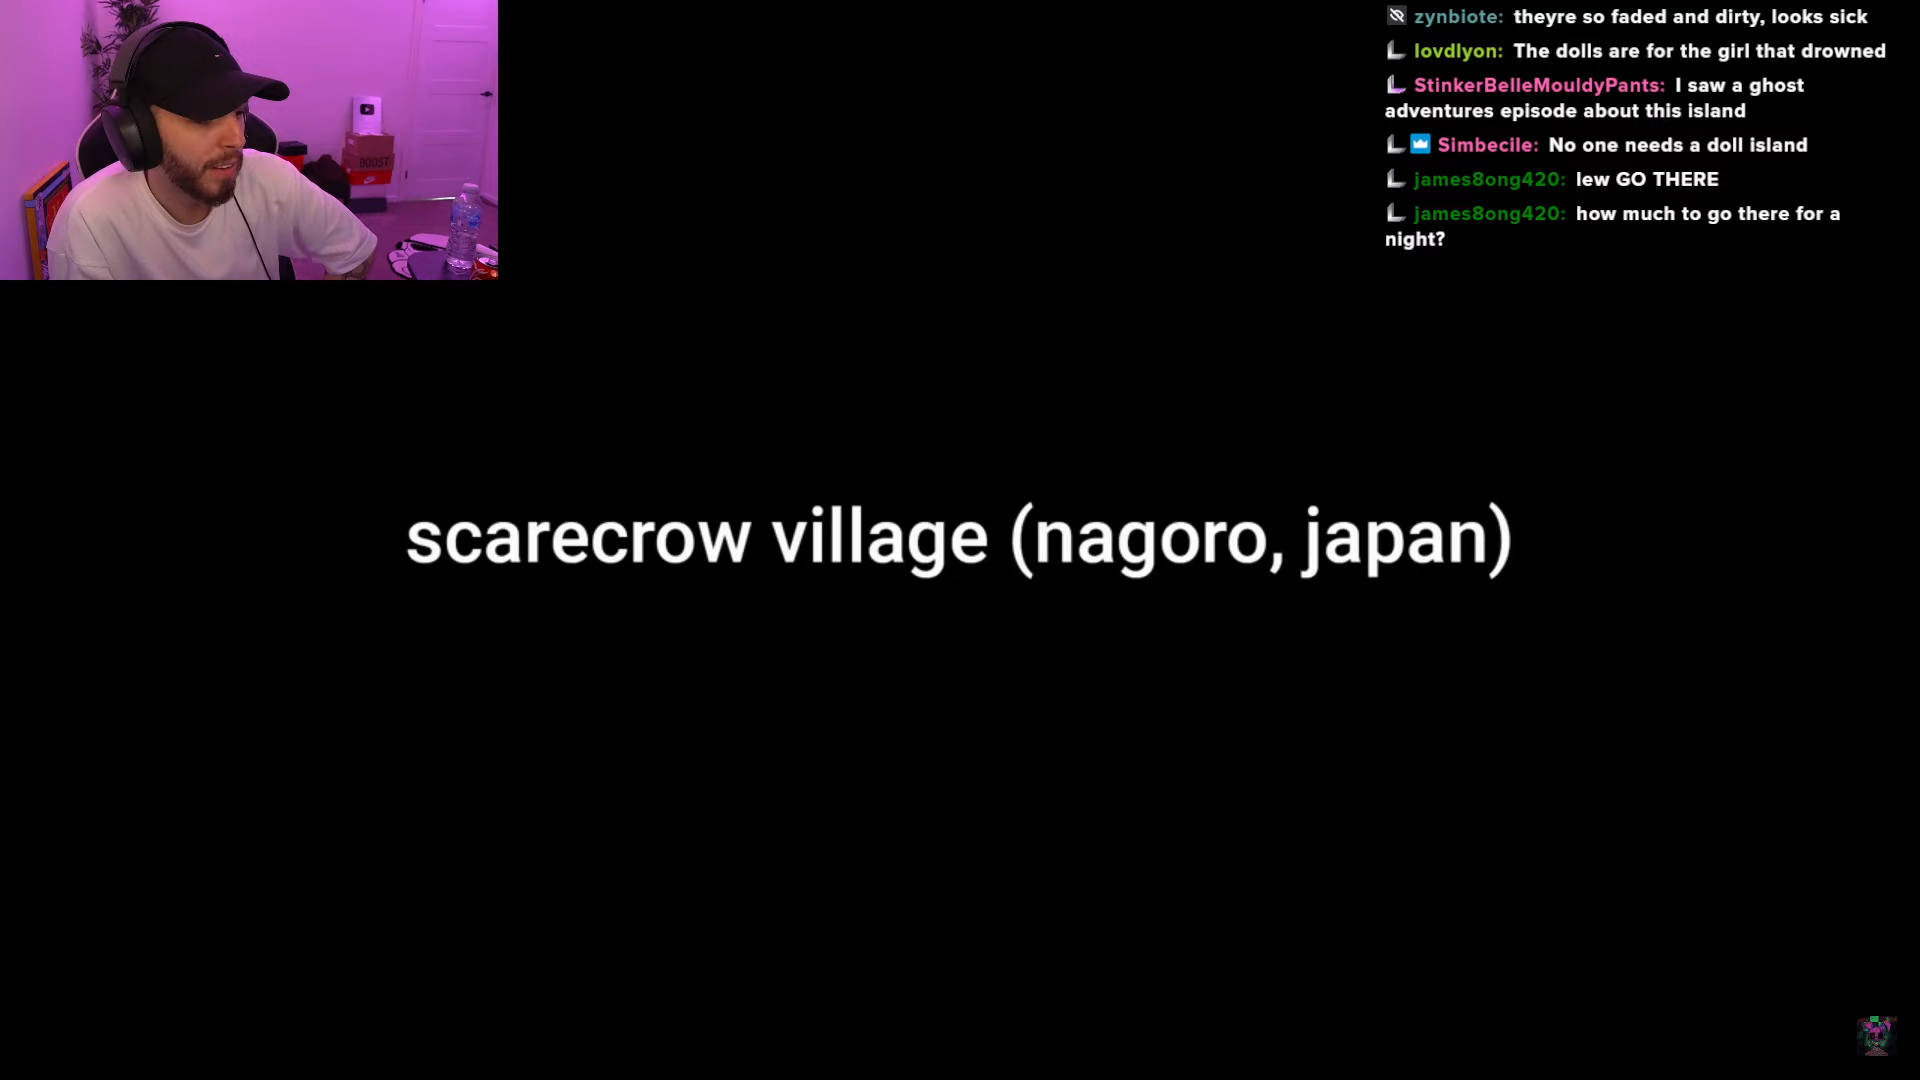 zynbiote: theyre so faded and dirty, looks sick
lovdlyon: The dolls are for the girl that drowned
StinkerBelleMouldyPants: I saw a ghost
adventures episode about this island
Simbecile: No one needs a doll island
james8ong420: lew GO THERE
james8ong420: how much to go there for a
night?
BOOST
scarecrow village (nagoro, japan)